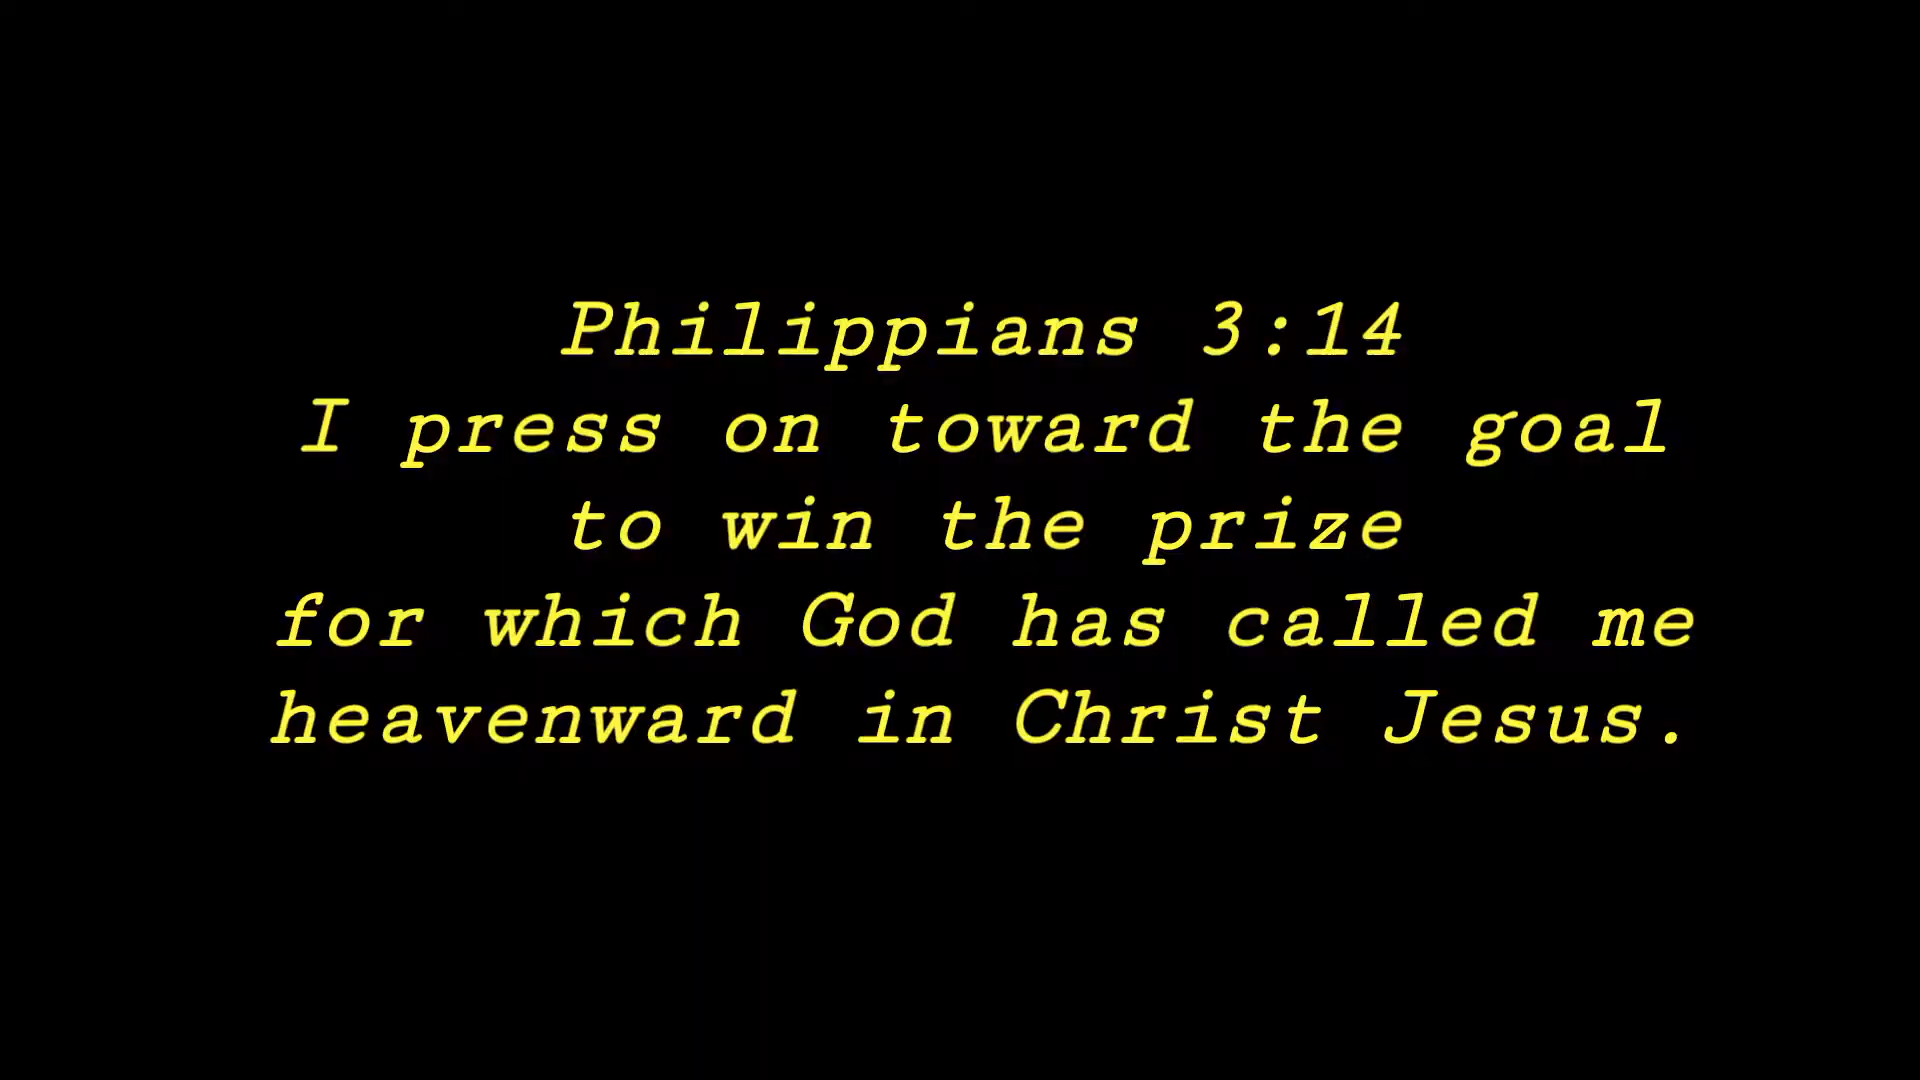 Philippians 3:14
I press on toward the goal
to win the prize
for which God has called me
heavenward in Christ Jesus.